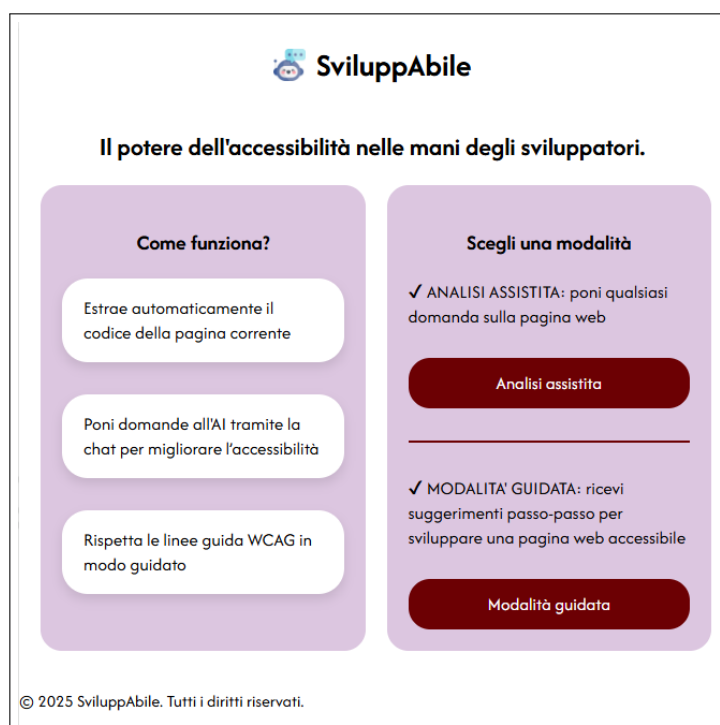 SviluppAbile
Il potere dell'accessibilità nelle mani degli sviluppatori.
Come funziona?
Estrae automaticamente il
codice della pagina corrente
Poni domande all'AI tramite la
chat per migliorare l’accessibilità
Rispetta le linee guida WCAG in
modo guidato
Scegli una modalità
✓ ANALISI ASSISTITA: poni qualsiasi
domanda sulla pagina web
Analisi assistita
✓ MODALITA' GUIDATA: ricevi
suggerimenti passo-passo per
sviluppare una pagina web accessibile
Modalità guidata
© 2025 SviluppAbile. Tutti i diritti riservati.